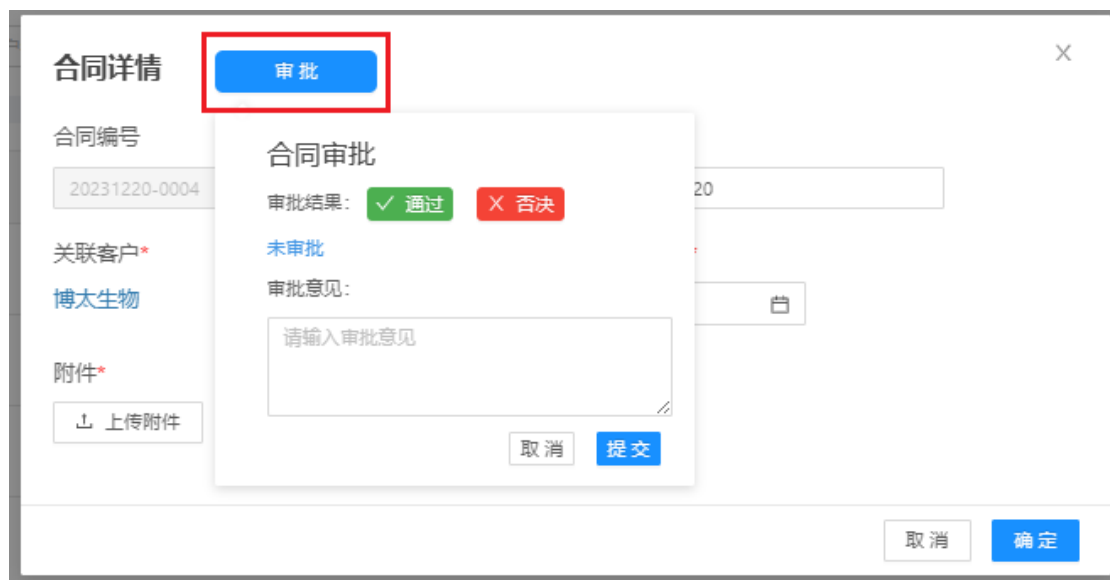 合同详情
审 批
合同编号
20231220-0004
20
合同审批
审批结果:
通过
否决
未审批
审批意见:
请输入审批意见
取 消
提 交
关联客户*
*
博太生物
附件*
上传附件
取 消
确 定